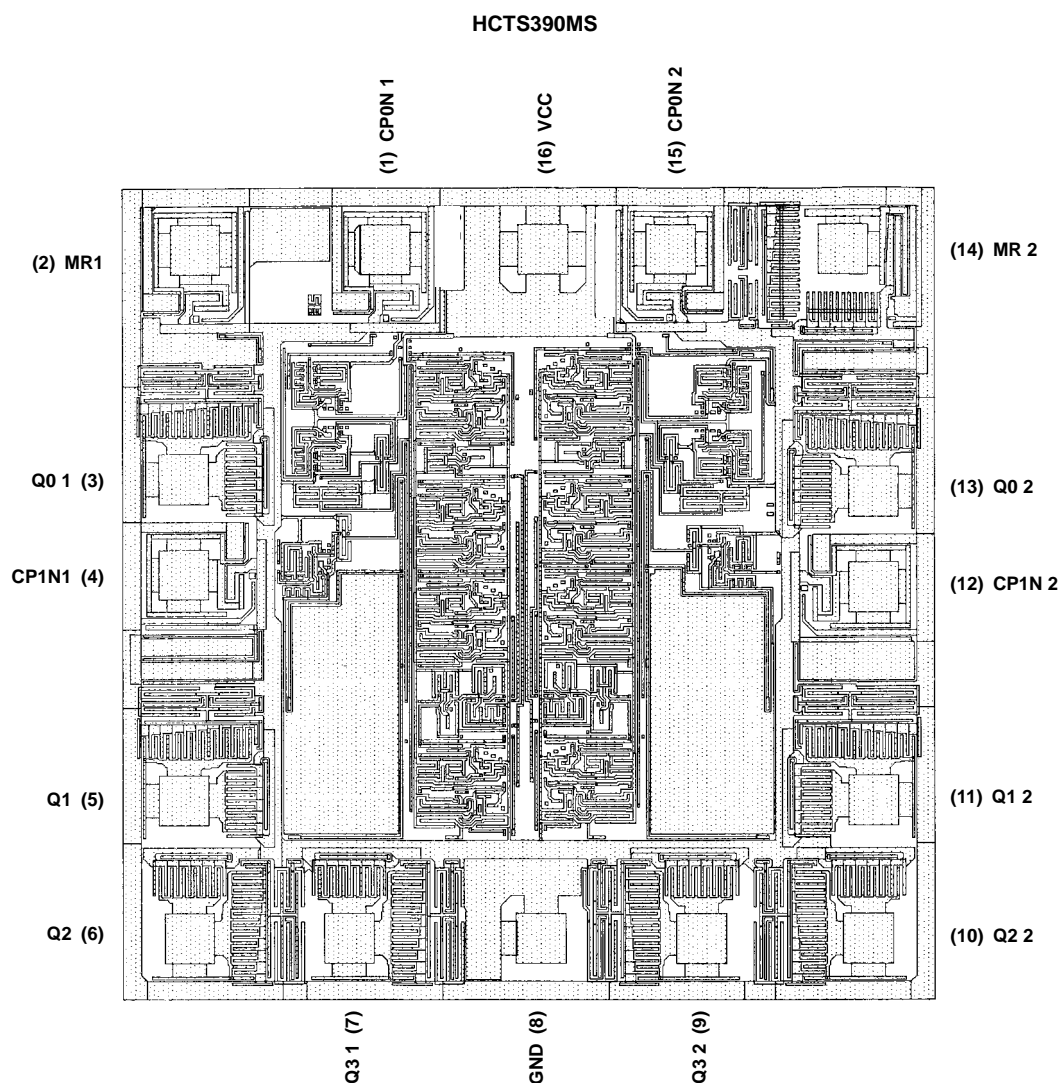 HCTS390MS
(1) CP0N 1
(16) VCC
(15) CP0N 2
(2) MR1
(14) MR 2
Q0 1 (3)
(13) Q0 2
CP1N1 (4)
(12) CP1N 2
Q1 (5)
(11) Q1 2
Q2 (6)
(10) Q2 2
Q3 1 (7)
GND (8)
Q3 2 (9)